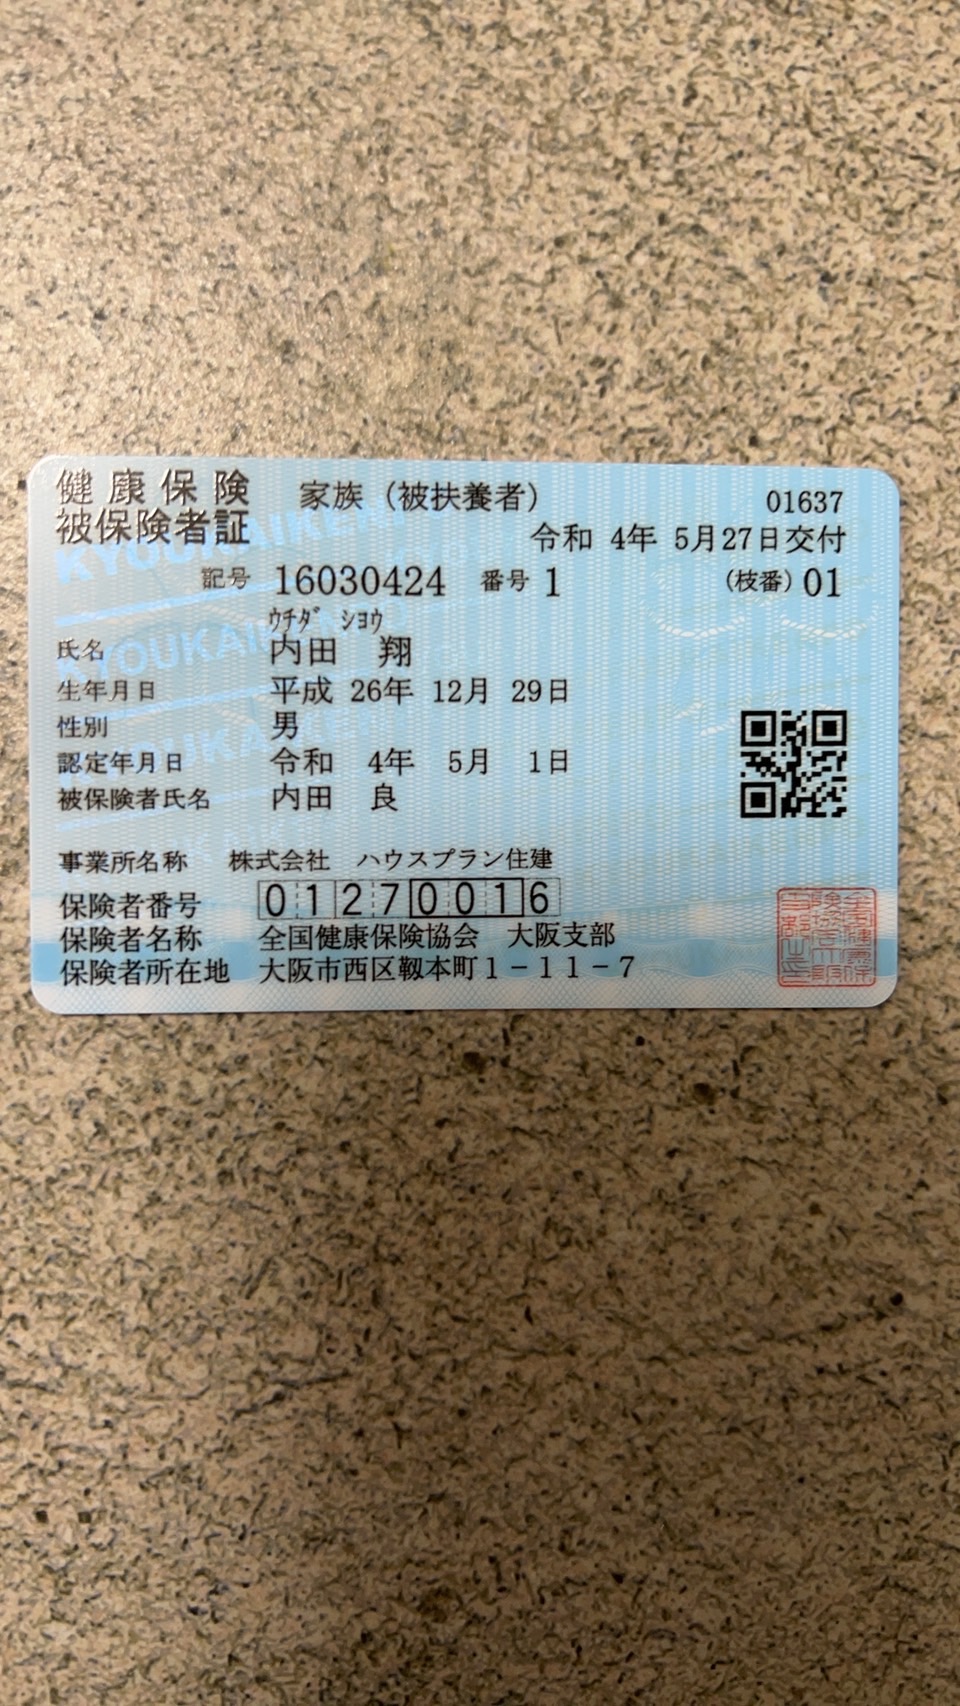 健康保険 家族（被扶養者） 01637
被保険者証 令和 4年 5月27日交付
記号 16030424 番号 1 （枝番）01
ｳﾁﾀﾞ ｼﾖｳ
氏名 内田 翔
生年月日 平成 26年 12月 29日
性別 男
認定年月日 令和 4年 5月 1日
被保険者氏名 内田 良
事業所名称 株式会社 ハウスプラン住建
保険者番号 01270016
保険者名称 全国健康保険協会 大阪支部
保険者所在地 大阪市西区靱本町1－11－7